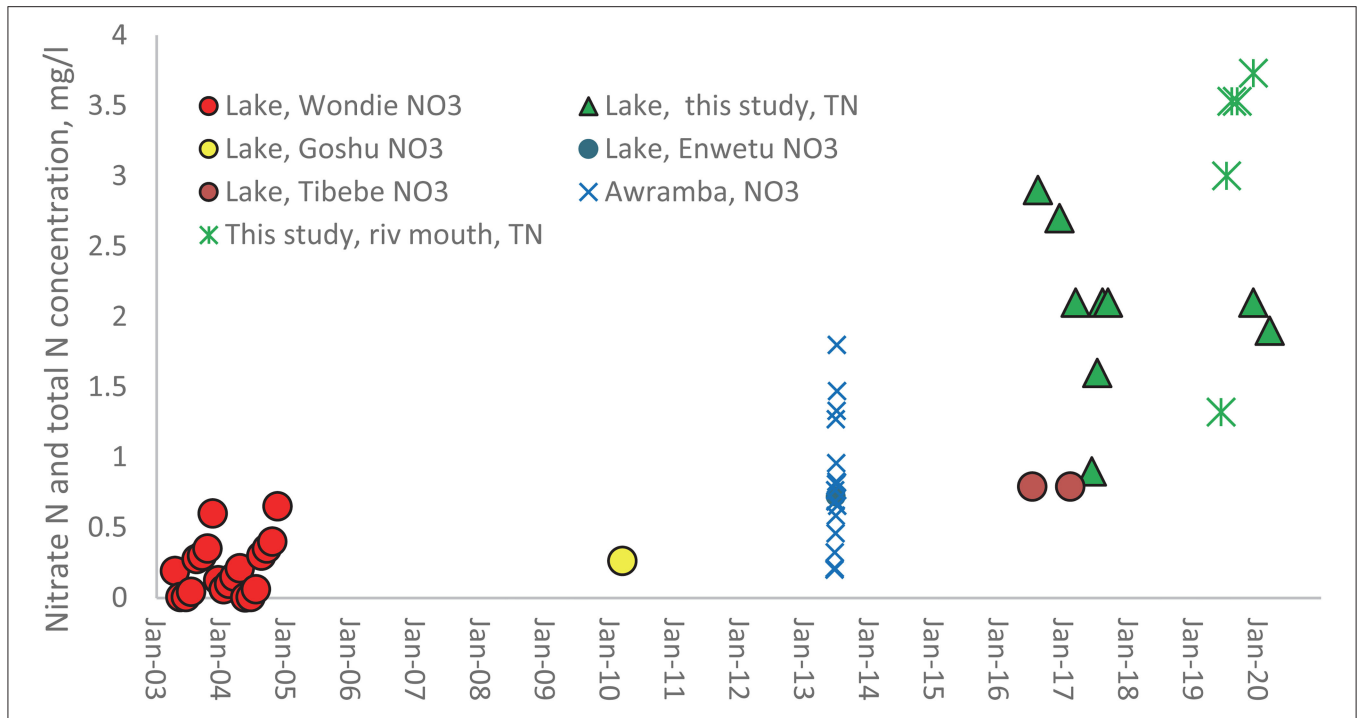 Nitrate N and total N concentration, mg/l
4
3.5
3
2.5
2
1.5
1
0.5
0
Lake, Wondie NO3
Lake, this study, TN
Lake, Goshu NO3
Lake, Enwetu NO3
Lake, Tibebe NO3
Awramba, NO3
This study, riv mouth, TN
Jan-03
Jan-04
Jan-05
Jan-06
Jan-07
Jan-08
Jan-09
Jan-10
Jan-11
Jan-12
Jan-13
Jan-14
Jan-15
Jan-16
Jan-17
Jan-18
Jan-19
Jan-20